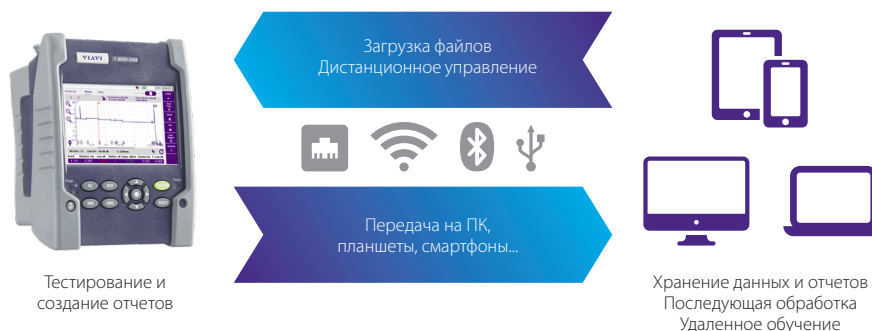 Загрузка файлов
Дистанционное управление
VIAVI
Передача на ПК,
планшеты, смартфоны...
Тестирование и
создание отчетов
Хранение данных и отчетов
Последующая обработка
Удаленное обучение